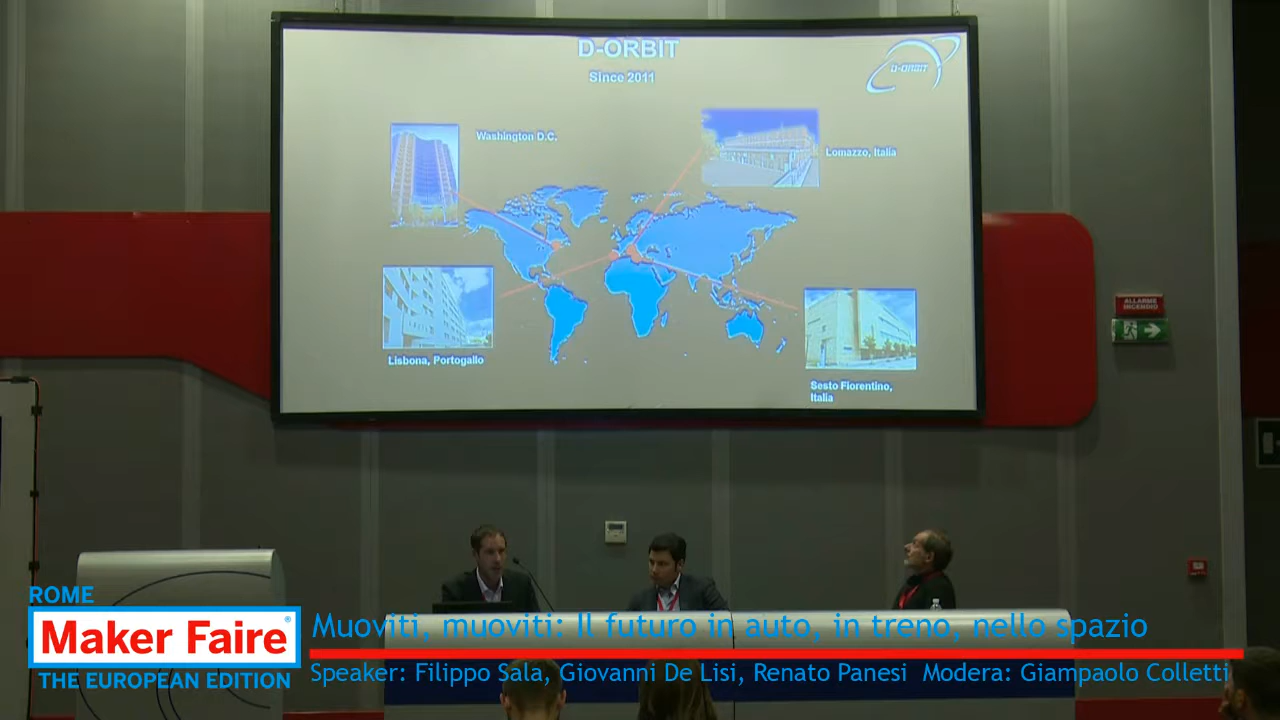 D-ORBIT
Since 2011
D-ORBIT
Washington D.C.
Lomazzo, Italia
Lisbona, Portogallo
Sesto Fiorentino,
Italia
ALLARME
INCENDIO
ROME
Maker Faire®
THE EUROPEAN EDITION
Muoviti, muoviti: Il futuro in auto, in treno, nello spazio
Speaker: Filippo Sala, Giovanni De Lisi, Renato Panesi Modera: Giampaolo Colletti